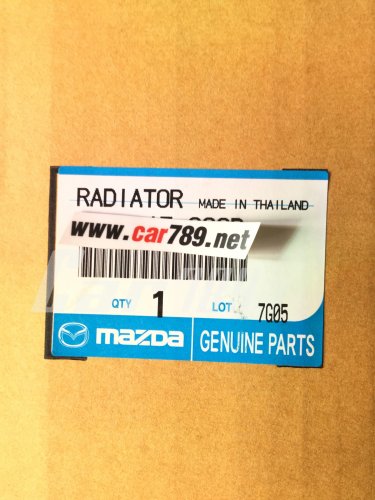 RADIATOR MADE IN THAILAND
www.car789.net
QTY 1 LOT. 7G05
mazda GENUINE PARTS